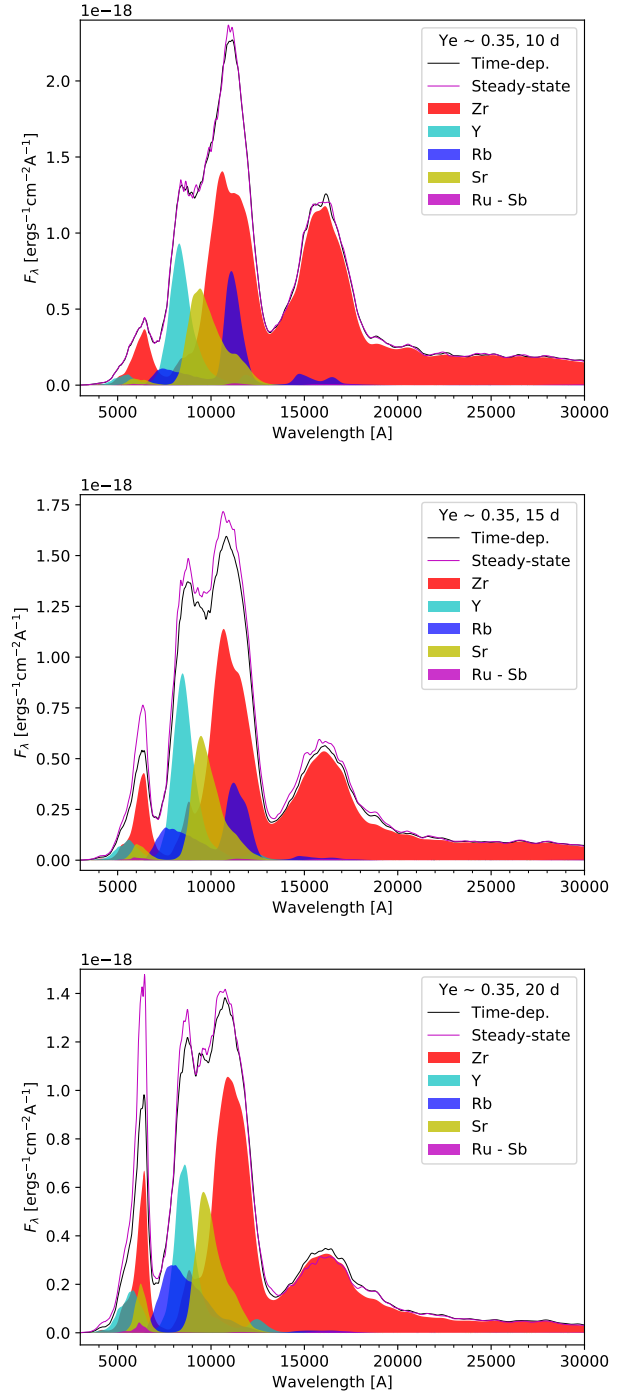 1e−18
Ye ~ 0.35, 10 d
Time-dep.
Steady-state
Zr
Y
Rb
Sr
Ru - Sb
2.0
1.5
1.0
0.5
0.0
F_λ [ergs⁻¹cm⁻²A⁻¹]
5000 10000 15000 20000 25000 30000
Wavelength [A]
1e−18
Ye ~ 0.35, 15 d
Time-dep.
Steady-state
Zr
Y
Rb
Sr
Ru - Sb
1.75
1.50
1.25
1.00
0.75
0.50
0.25
0.00
F_λ [ergs⁻¹cm⁻²A⁻¹]
5000 10000 15000 20000 25000 30000
Wavelength [A]
1e−18
Ye ~ 0.35, 20 d
Time-dep.
Steady-state
Zr
Y
Rb
Sr
Ru - Sb
1.4
1.2
1.0
0.8
0.6
0.4
0.2
0.0
F_λ [ergs⁻¹cm⁻²A⁻¹]
5000 10000 15000 20000 25000 30000
Wavelength [A]